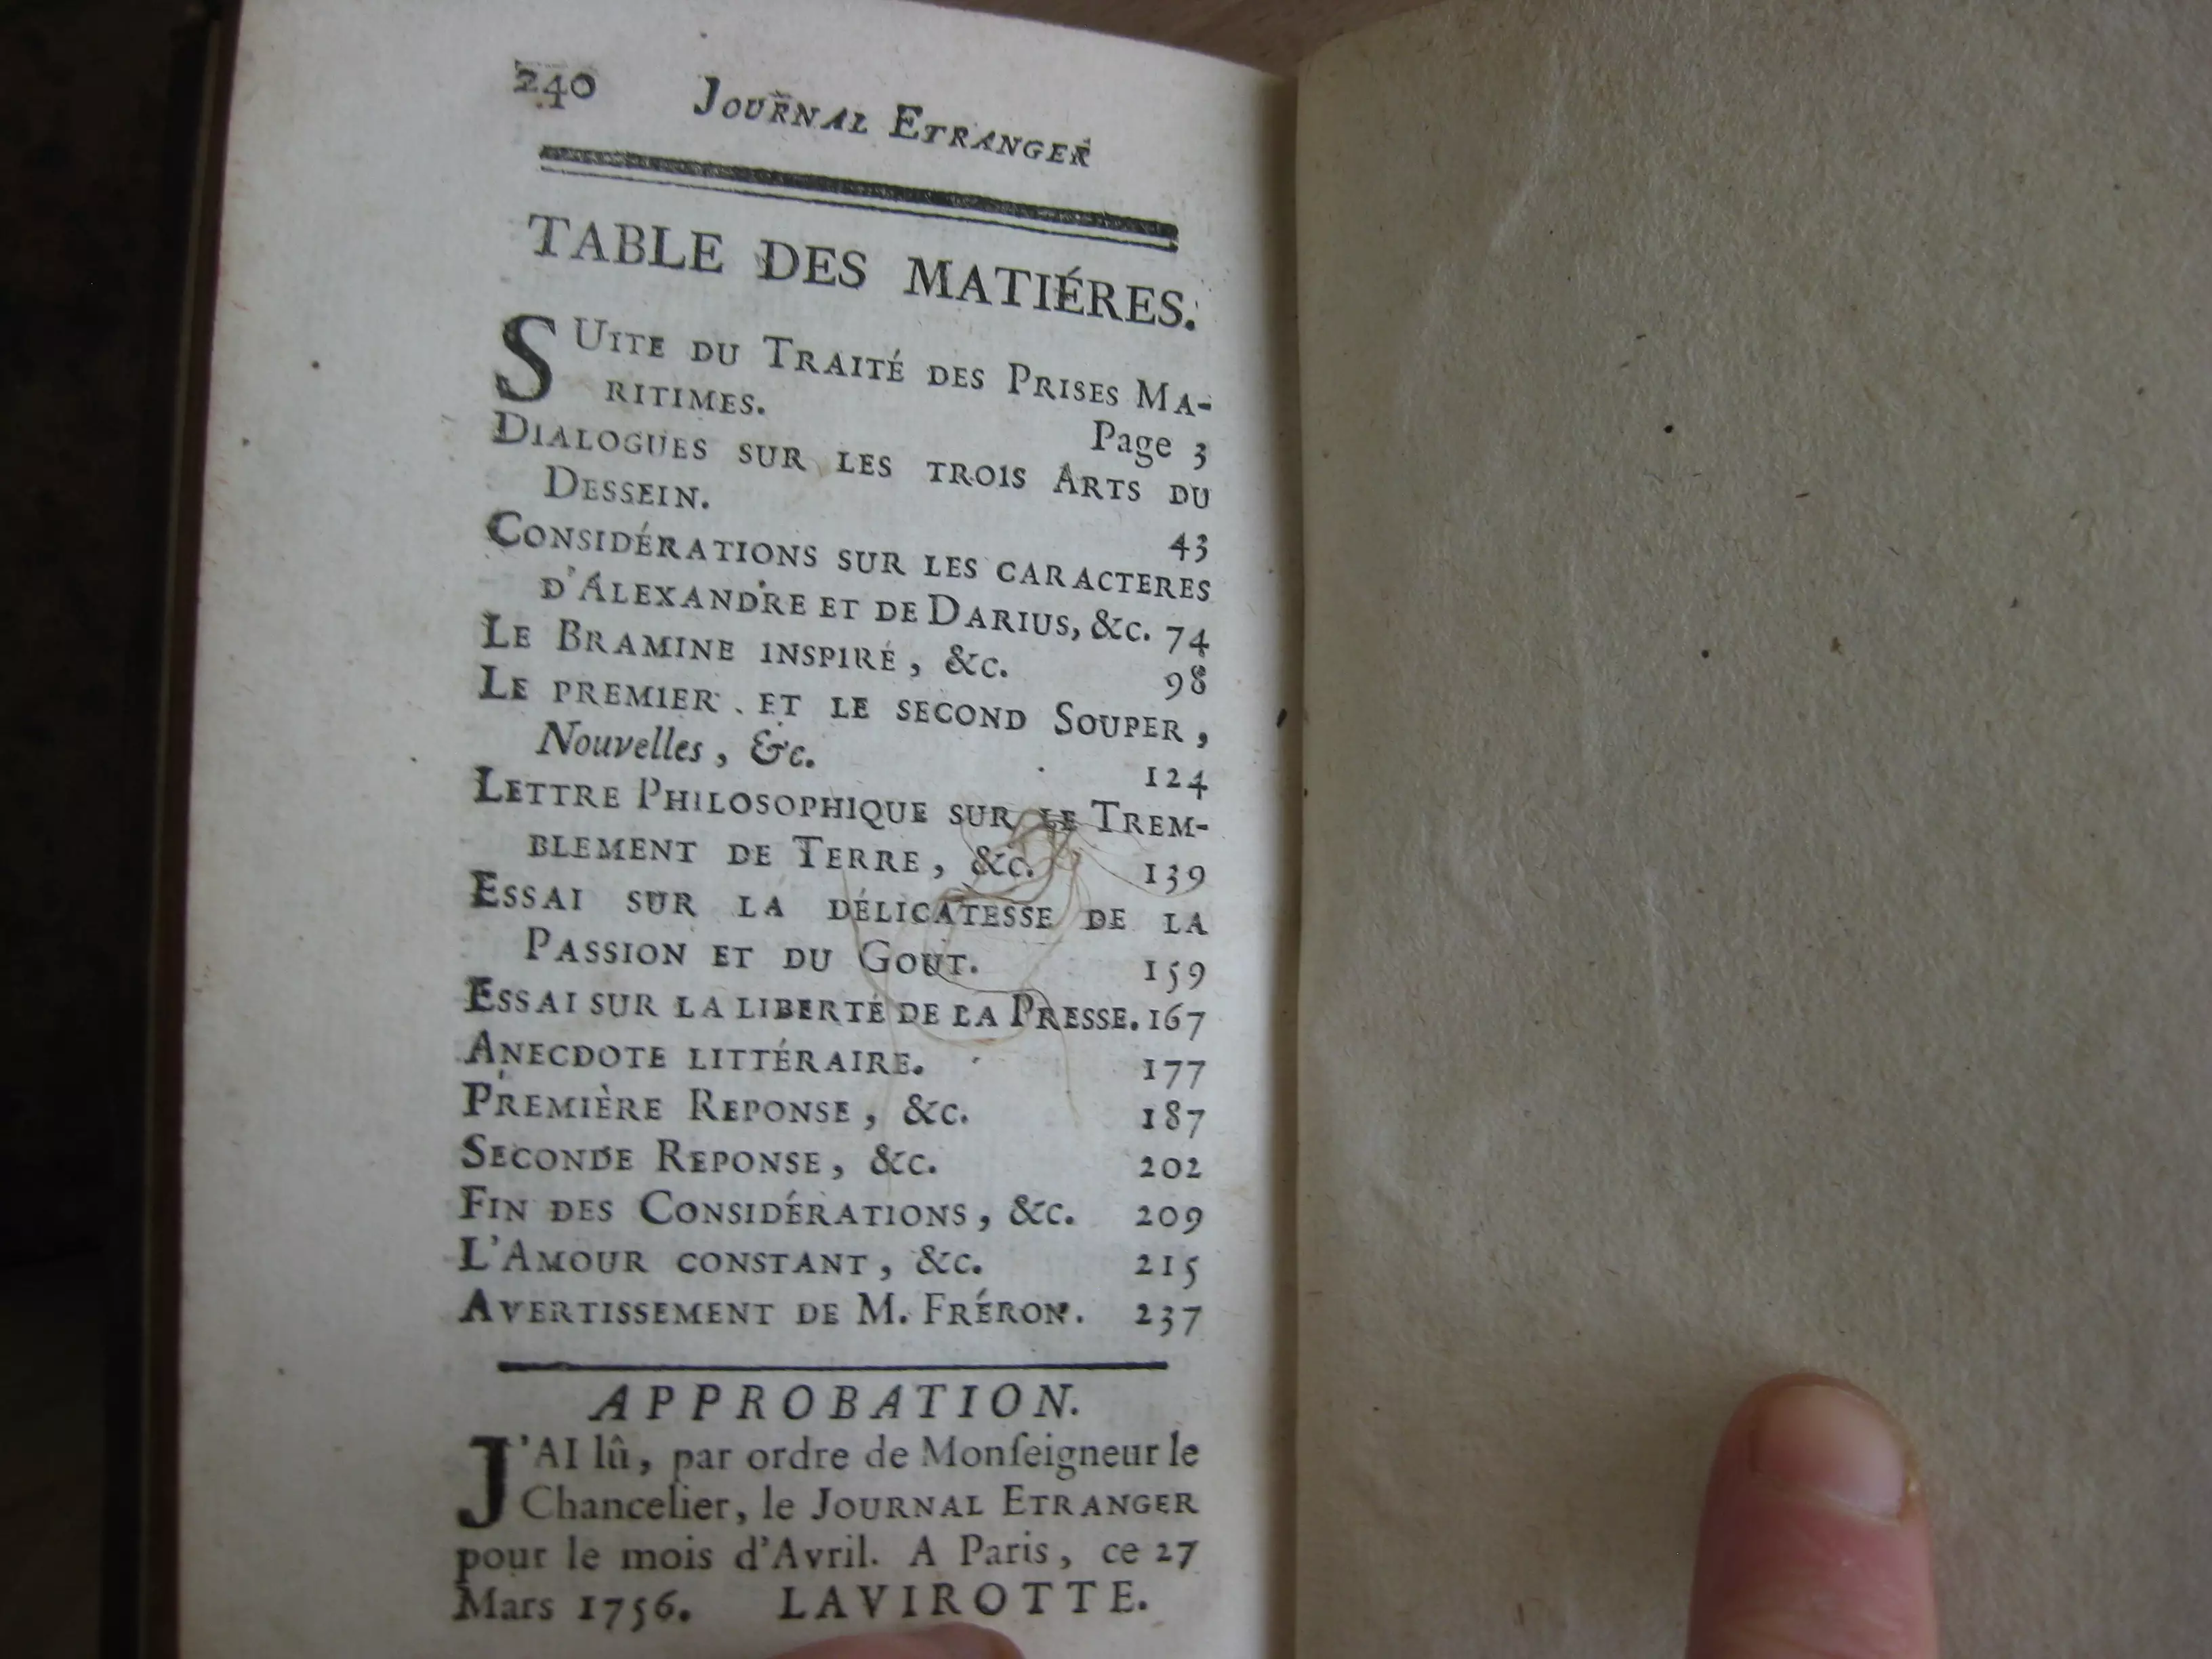 240 JOURNAL ETRANGER
TABLE DES MATIÉRES.
SUITE DU TRAITÉ DES PRISES MA-
RITIMES. Page 3
DIALOGUES SUR LES TROIS ARTS DU
DESSEIN. 43
CONSIDÉRATIONS SUR LES CARACTERES
D'ALEXANDRE ET DE DARIUS, &c. 74
LE BRAMINE INSPIRÉ, &c. 98
LE PREMIER ET LE SECOND SOUPER,
Nouvelles, &c. 124
LETTRE PHILOSOPHIQUE SUR LE TREM-
BLEMENT DE TERRE, &c. 139
ESSAI SUR LA DÉLICATESSE DE LA
PASSION ET DU GOUT. 159
ESSAI SUR LA LIBERTÉ DE LA PRESSE. 167
ANECDOTE LITTÉRAIRE. 177
PREMIÈRE REPONSE, &c. 187
SECONDE REPONSE, &c. 202
FIN DES CONSIDÉRATIONS, &c. 209
L'AMOUR CONSTANT, &c. 215
AVERTISSEMENT DE M. FRÉRON. 237
APPROBATION.
J'AI lû, par ordre de Monſeigneur le
Chancelier, le JOURNAL ETRANGER
pour le mois d'Avril. A Paris, ce 27
Mars 1756. LAVIROTTE.